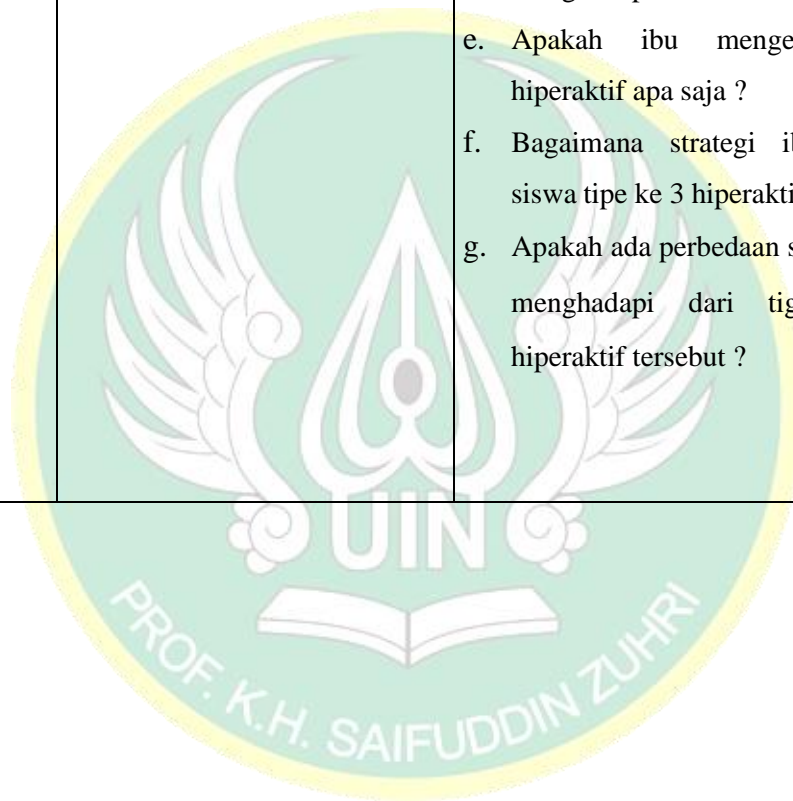 e. Apakah ibu
hiperaktif apa saja ?
f. Bagaimana strategi
siswa tipe ke 3
g. Apakah ada perbedaan
menghadapi dari
hiperaktif tersebut ?
UIN
PROF. K.H. SAIFUDDIN ZUHRI